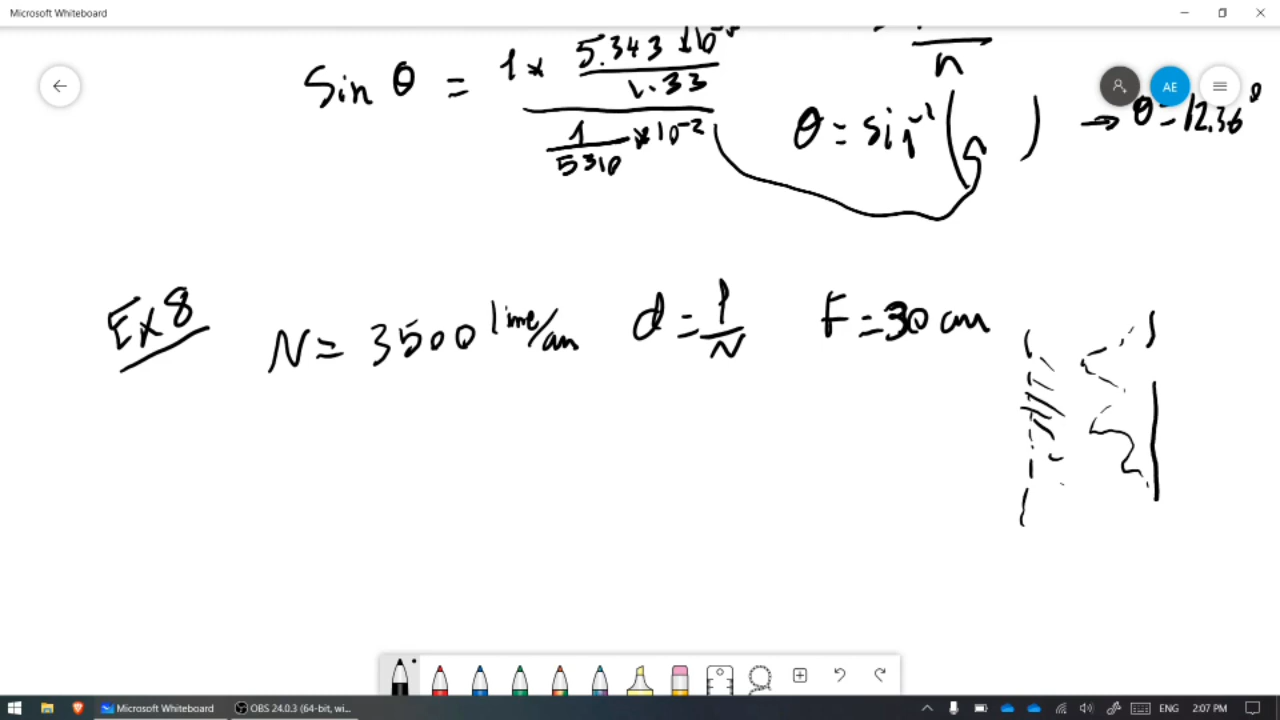 Microsoft Whiteboard
Sin θ = 1 * 5.343 * 10 / 1.33
1 / 5310 * 10⁻²
n
θ = sin⁻¹ ( ) → θ = 12.36°
AE
Ex 8
N = 3500 line/cm d = 1/N F = 30 cm
Microsoft Whiteboard
OBS 24.0.3 (64-bit, wi...
ENG
2:07 PM